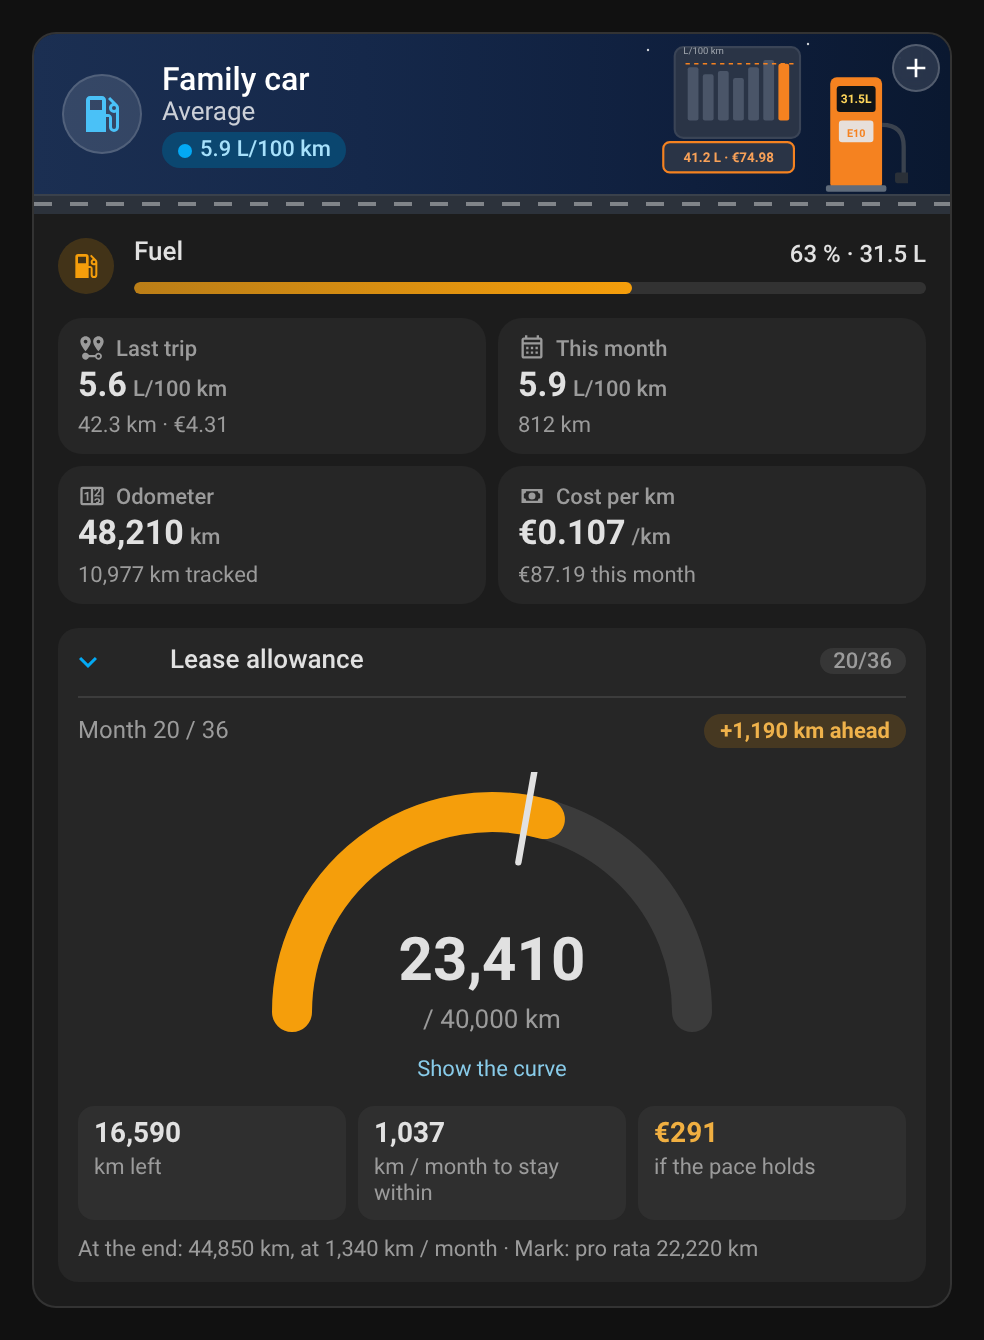 Family car
Average
5.9 L/100 km
L/100 km
41.2 L · €74.98
31.5L
E10
+
Fuel
63 % · 31.5 L
Last trip
5.6 L/100 km
42.3 km · €4.31
This month
5.9 L/100 km
812 km
Odometer
48,210 km
10,977 km tracked
Cost per km
€0.107 /km
€87.19 this month
Lease allowance
20/36
Month 20 / 36
+1,190 km ahead
23,410
/ 40,000 km
Show the curve
16,590
km left
1,037
km / month to stay
within
€291
if the pace holds
At the end: 44,850 km, at 1,340 km / month · Mark: pro rata 22,220 km